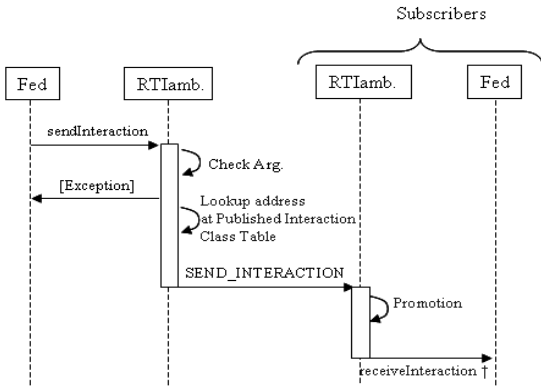 Subscribers
Fed
RTIamb.
RTIamb.
Fed
sendInteraction
Check Arg.
[Exception]
Lookup address
at Published Interaction
Class Table
SEND_INTERACTION
Promotion
receiveInteraction †